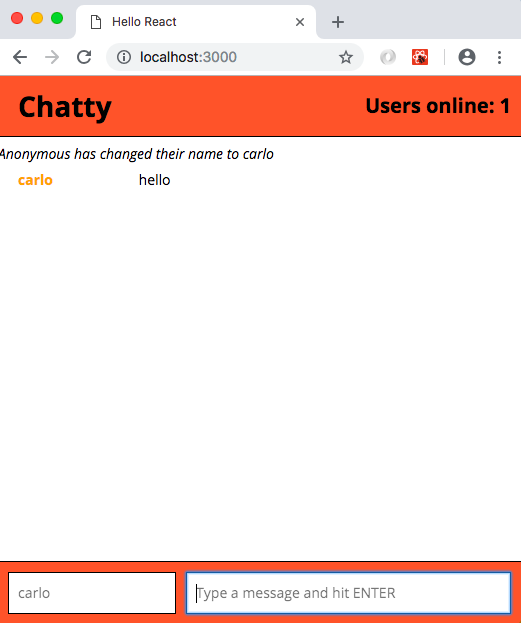 Hello React
localhost:3000
Chatty
Users online: 1
Anonymous has changed their name to carlo
carlo hello
carlo
Type a message and hit ENTER